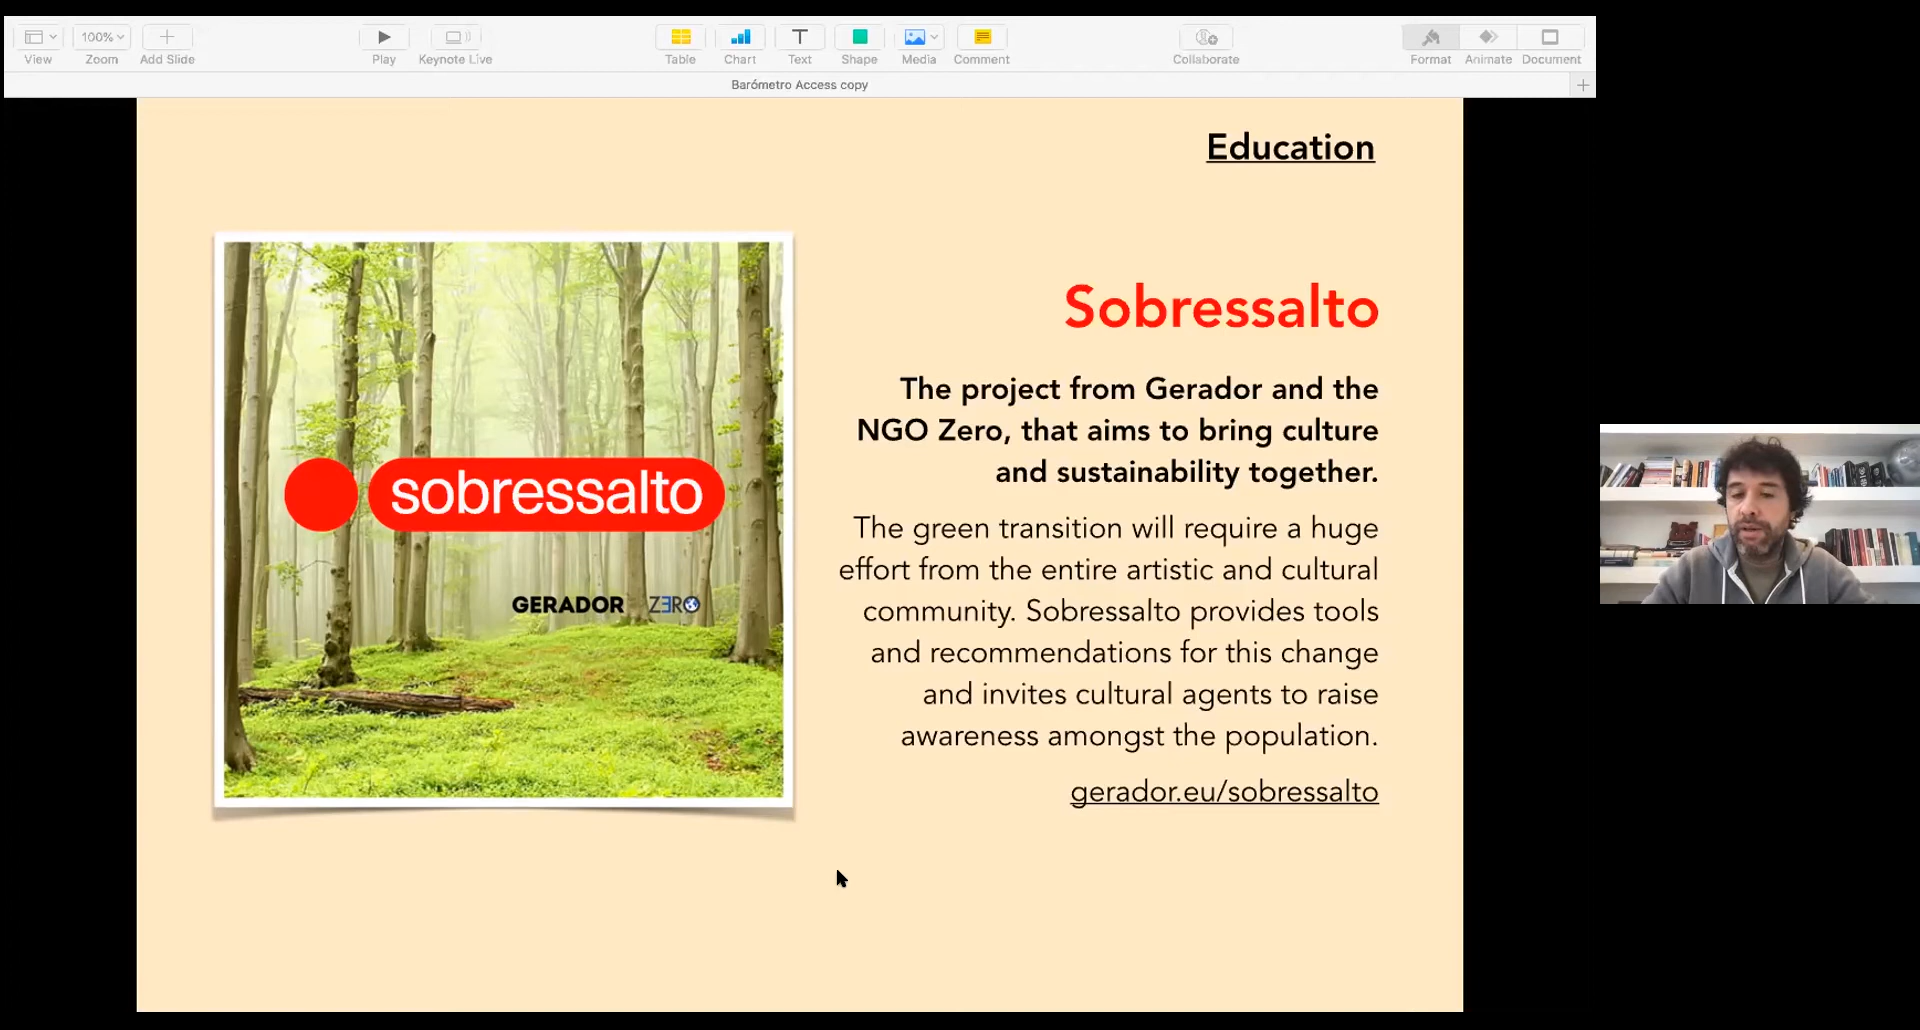 100%
View
Zoom
Add Slide
Play
Keynote Live
Table
Chart
Text
Shape
Media
Comment
Collaborate
Format
Animate
Document
Barómetro Access copy
Education
sobressalto
GERADOR
ZERO
Sobressalto
The project from Gerador and the
NGO Zero, that aims to bring culture
and sustainability together.
The green transition will require a huge
effort from the entire artistic and cultural
community. Sobressalto provides tools
and recommendations for this change
and invites cultural agents to raise
awareness amongst the population.
gerador.eu/sobressalto